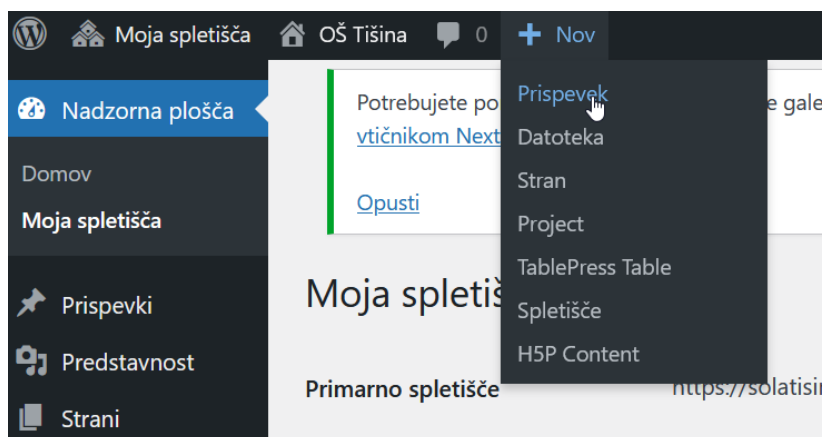 Moja spletišča OŠ Tišina 0 + Nov
Nadzorna plošča
Domov
Moja spletišča
Prispevki
Predstavnost
Strani
Potrebujete po e gale
vtičnikom Next
Opusti
Prispevek
Datoteka
Stran
Project
TablePress Table
Spletišče
H5P Content
Moja spletiš
Primarno spletišče https://solatisin